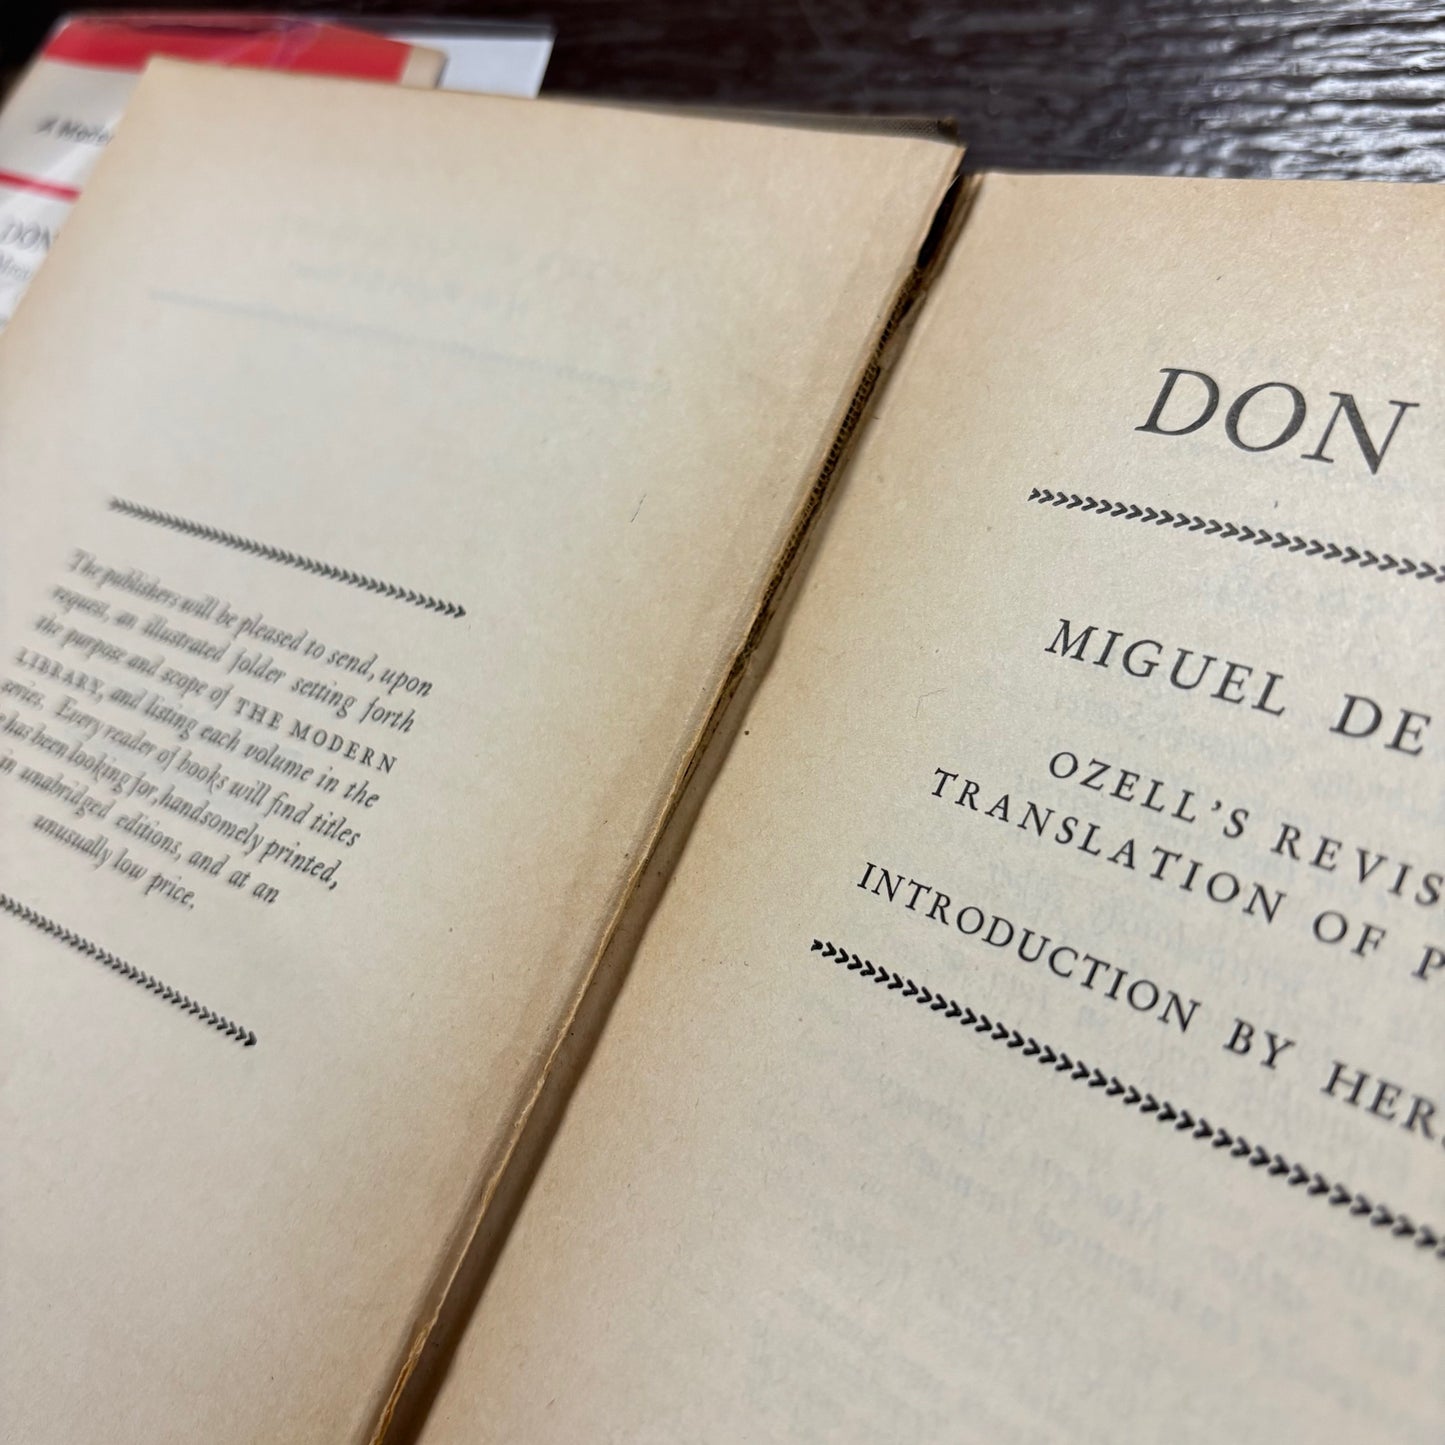 A Moder
DON
The publishers will be pleased to send, upon
request, an illustrated folder setting forth
the purpose and scope of THE MODERN
LIBRARY, and listing each volume in the
series. Every reader of books will find titles
has been looking for, handsomely printed,
in unabridged editions, and at an
unusually low price.
DON
MIGUEL DE
OZELL’S REVIS
TRANSLATION OF P
INTRODUCTION BY HERS